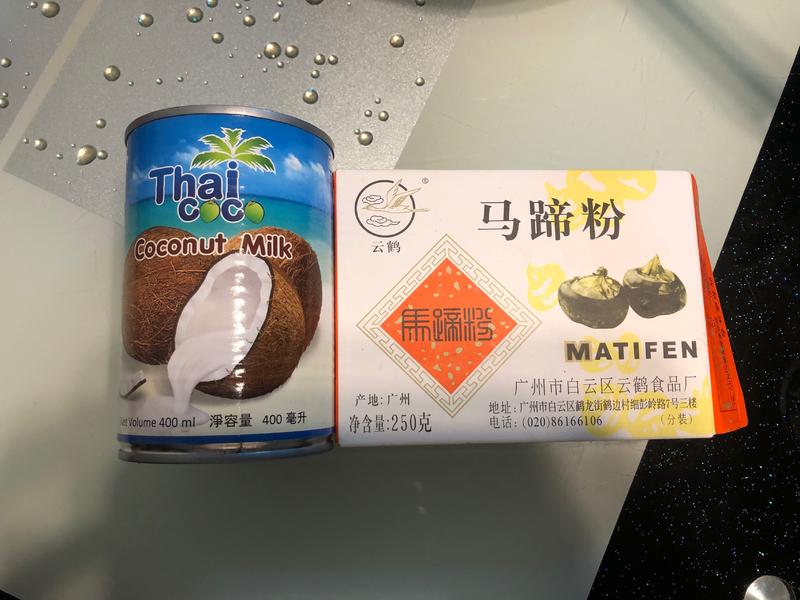 Thai
coco
Coconut Milk
Net Volume 400 ml 淨容量 400 毫升
®
云鹤
马蹄粉
馬蹄粉
MATIFEN
产地:广州
净含量:250克
广州市白云区云鹤食品厂
地址:广州市白云区鹤龙街鹤边村细彭岭路7号三楼
电话:(020)86166106 (分装)